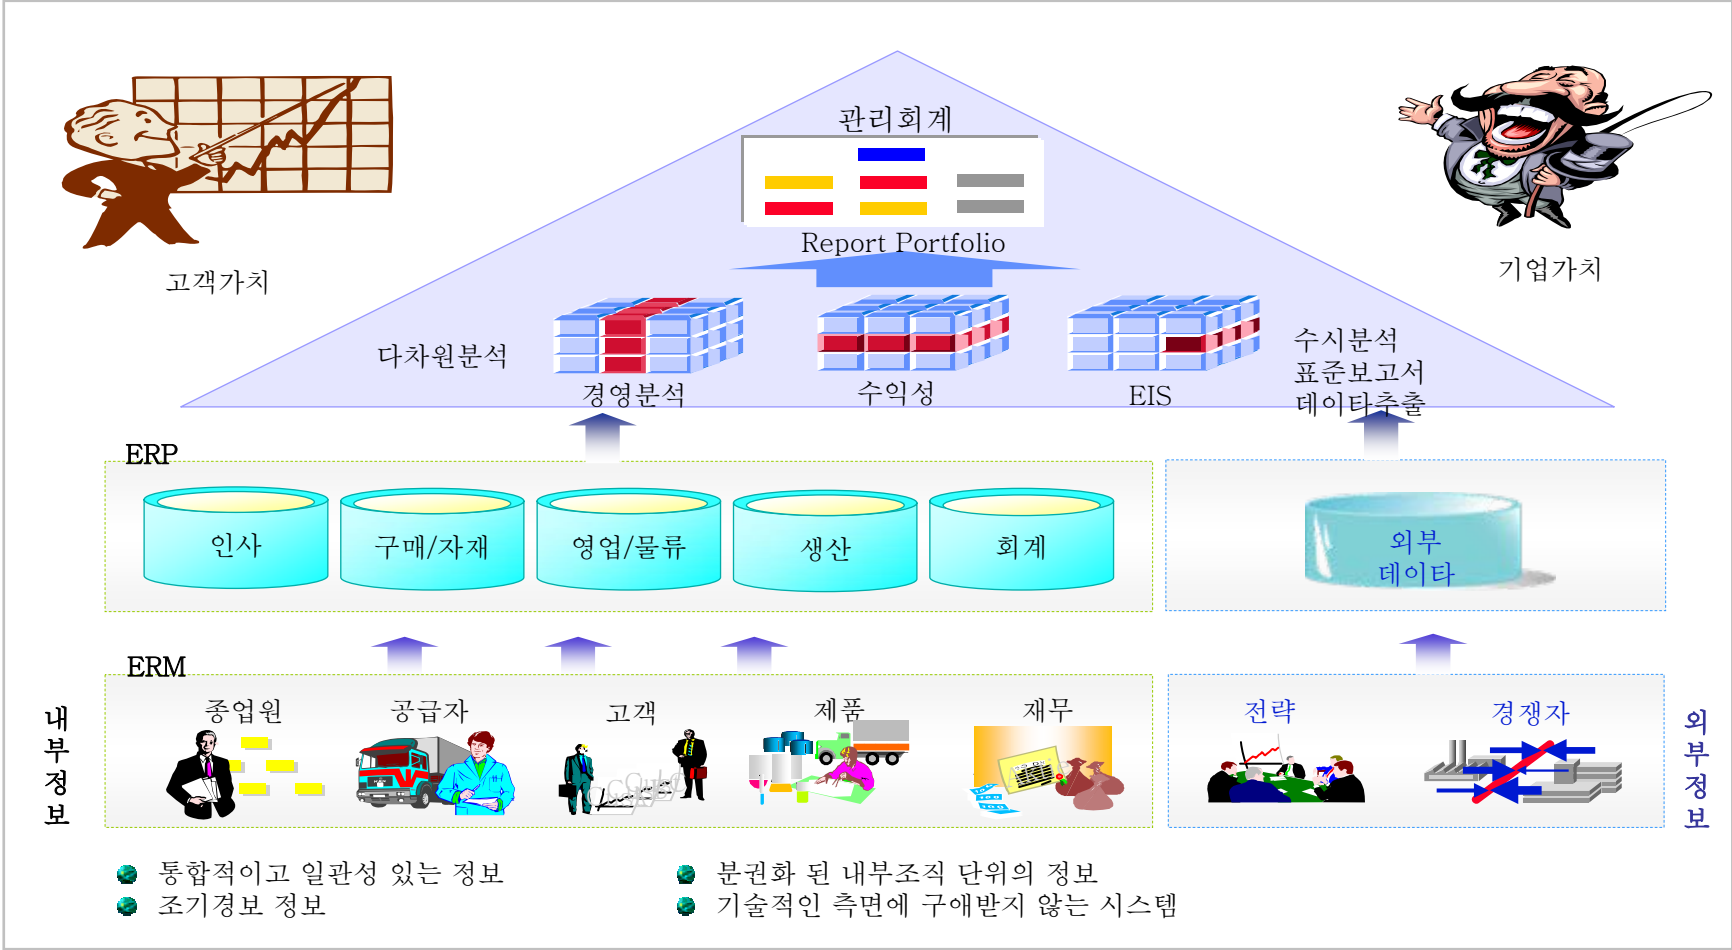 관리회계
Report Portfolio
고객가치
기업가치
다차원분석
경영분석
수익성
EIS
수시분석
표준보고서
데이타추출
ERP
인사
구매/자재
영업/물류
생산
회계
외부
데이타
ERM
종업원
공급자
고객
제품
재무
전략
경쟁자
내부정보
외부정보
통합적이고 일관성 있는 정보
조기경보 정보
분권화 된 내부조직 단위의 정보
기술적인 측면에 구애받지 않는 시스템